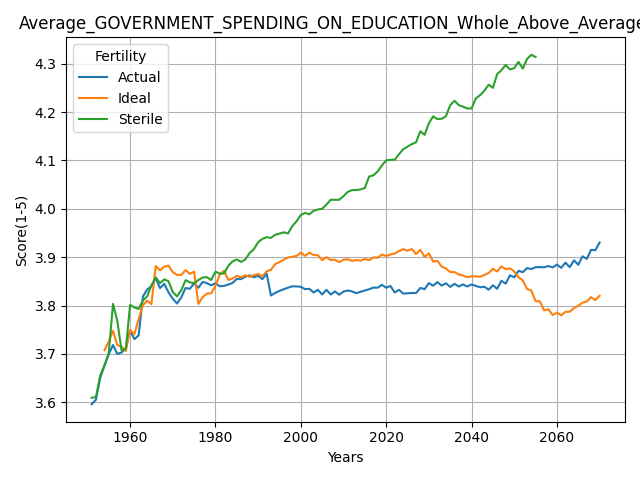 Average_GOVERNMENT_SPENDING_ON_EDUCATION_Whole_Above_Average
Fertility
Actual
Ideal
Sterile
Score(1-5)
4.3
4.2
4.1
4.0
3.9
3.8
3.7
3.6
1960 1980 2000 2020 2040 2060
Years